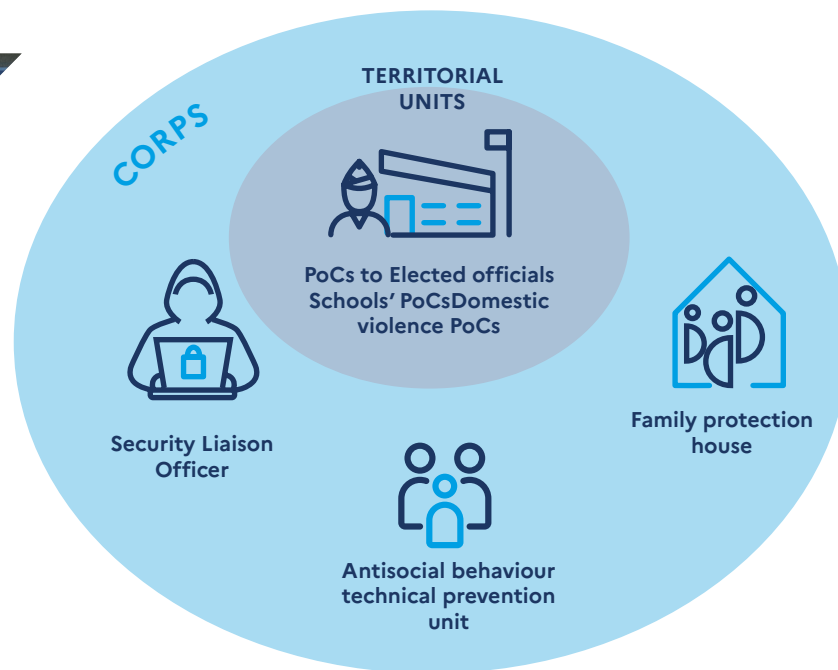 TERRITORIAL
UNITS
CORPS
PoCs to Elected officials
Schools’ PoCsDomestic
violence PoCs
Security Liaison
Officer
Family protection
house
Antisocial behaviour
technical prevention
unit